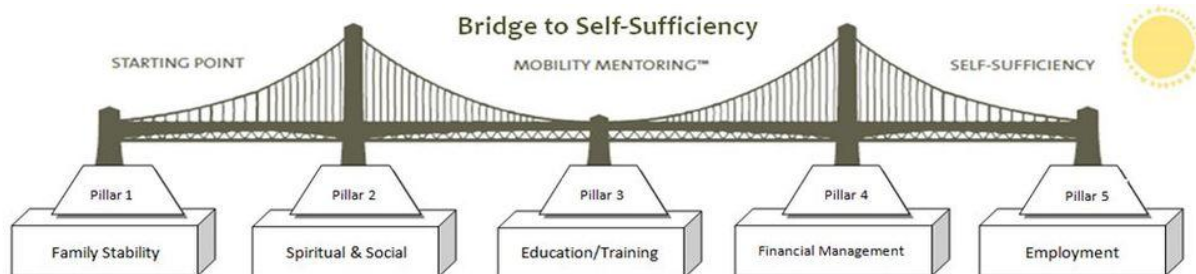 Bridge to Self-Sufficiency
STARTING POINT
MOBILITY MENTORING™
SELF-SUFFICIENCY
Pillar 1
Pillar 2
Pillar 3
Pillar 4
Pillar 5
Family Stability
Spiritual & Social
Education/Training
Financial Management
Employment